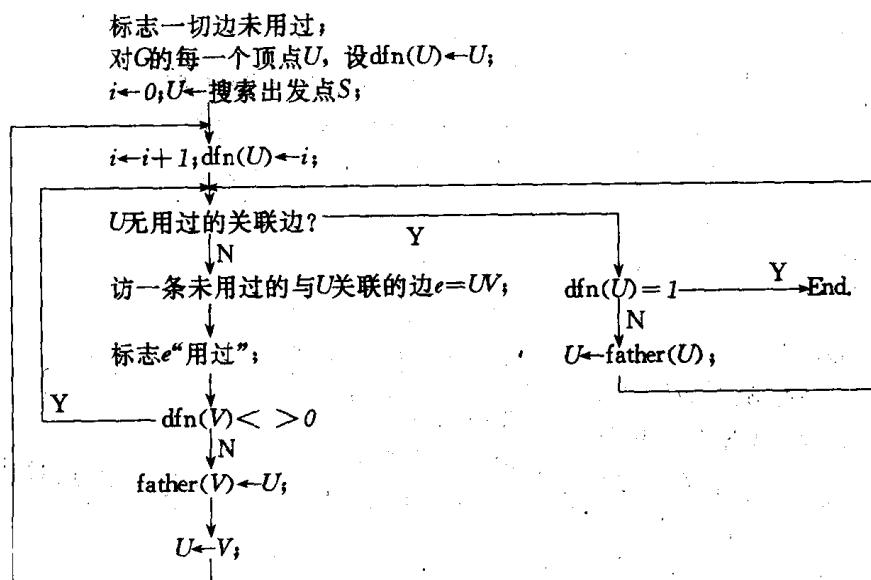 标志一切边未用过;
对G的每一个顶点U, 设dfn(U)←U;
i←0;U←搜索出发点S;
i←i+1;dfn(U)←i;
U无用过的关联边?
Y
N
访一条未用过的与U关联的边e=UV;
dfn(U)=1
Y
End.
N
标志e“用过”;
U←father(U);
Y
dfn(V)< >0
N
father(V)←U;
U←V;